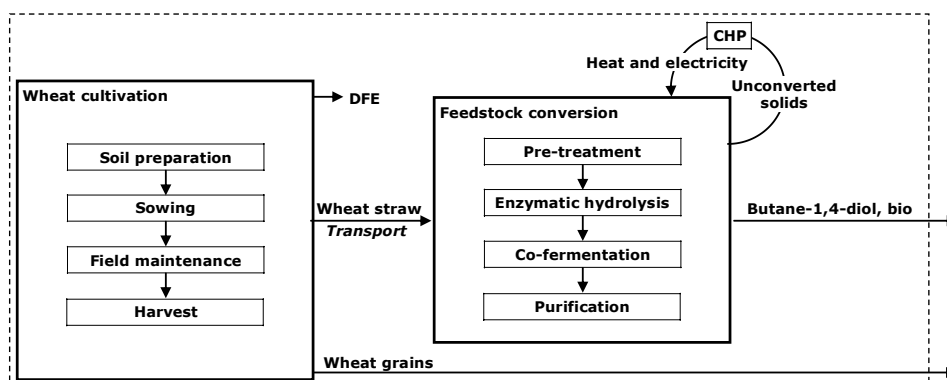 CHP
Heat and electricity
Unconverted
solids
Wheat cultivation
DFE
Feedstock conversion
Soil preparation
Pre-treatment
Sowing
Enzymatic hydrolysis
Wheat straw
Transport
Butane-1,4-diol, bio
Field maintenance
Co-fermentation
Harvest
Purification
Wheat grains